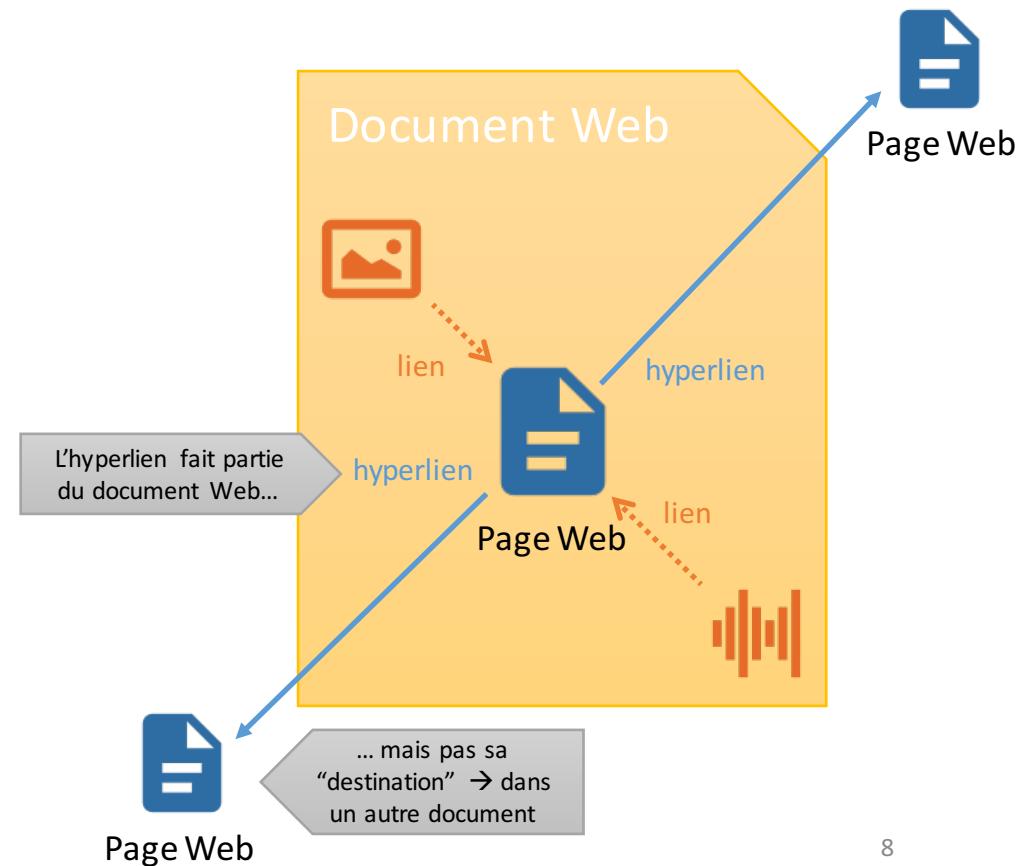 Document Web
Page Web
lien
hyperlien
L'hyperlien fait partie
du document Web…
hyperlien
lien
Page Web
… mais pas sa
“destination” → dans
un autre document
Page Web
8